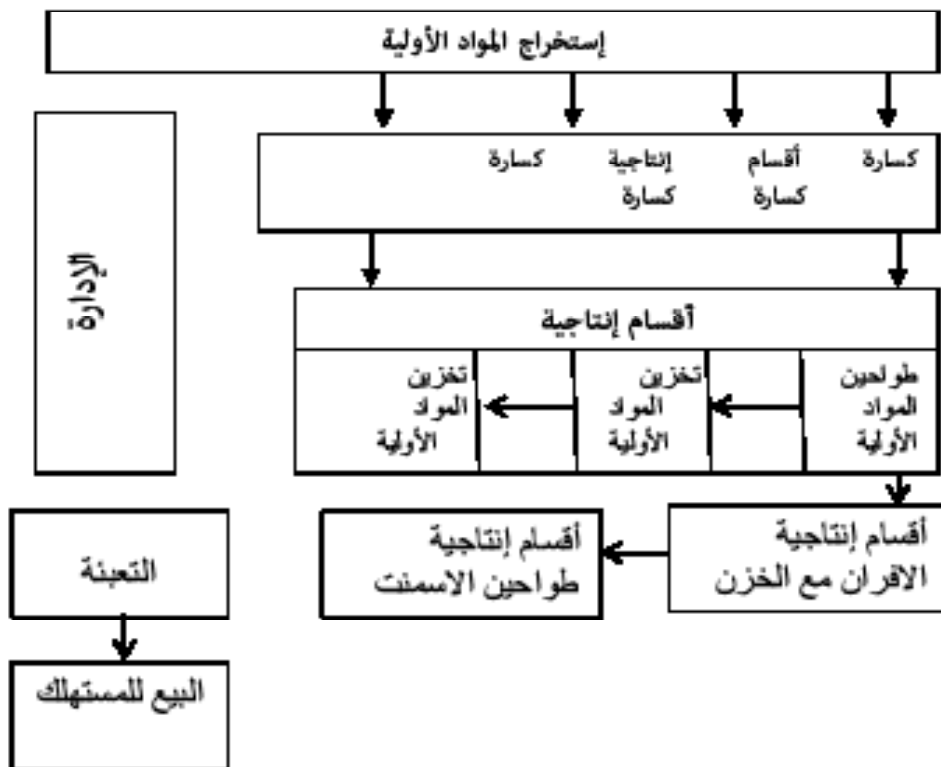 إستخراج المواد الأولية
كسارة أقسام إنتاجية كسارة
كسارة كسارة
الإدارة
أقسام إنتاجية
طواحين
المواد
الأولية
تخزين
المواد
الأولية
تخزين
المواد
الأولية
أقسام إنتاجية
الافران مع الخزن
أقسام إنتاجية
طواحين الاسمنت
التعبئة
البيع للمستهلك